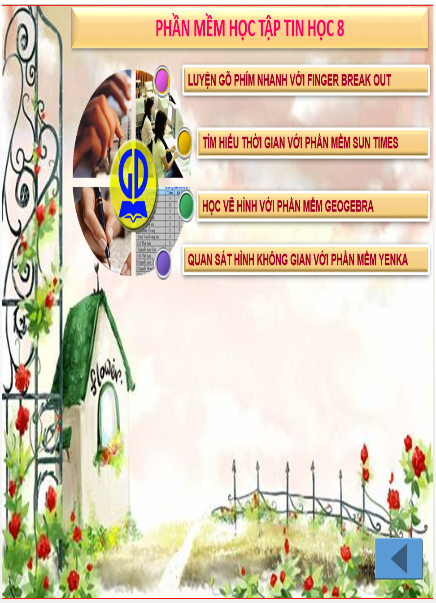 PHẦN MỀM HỌC TẬP TIN HỌC 8
LUYỆN GÕ PHÍM NHANH VỚI FINGER BREAK OUT
TÌM HIỂU THỜI GIAN VỚI PHẦN MỀM SUN TIMES
GD
HỌC VẼ HÌNH VỚI PHẦN MỀM GEOGEBRA
QUAN SÁT HÌNH KHÔNG GIAN VỚI PHẦN MỀM YENKA
flower.